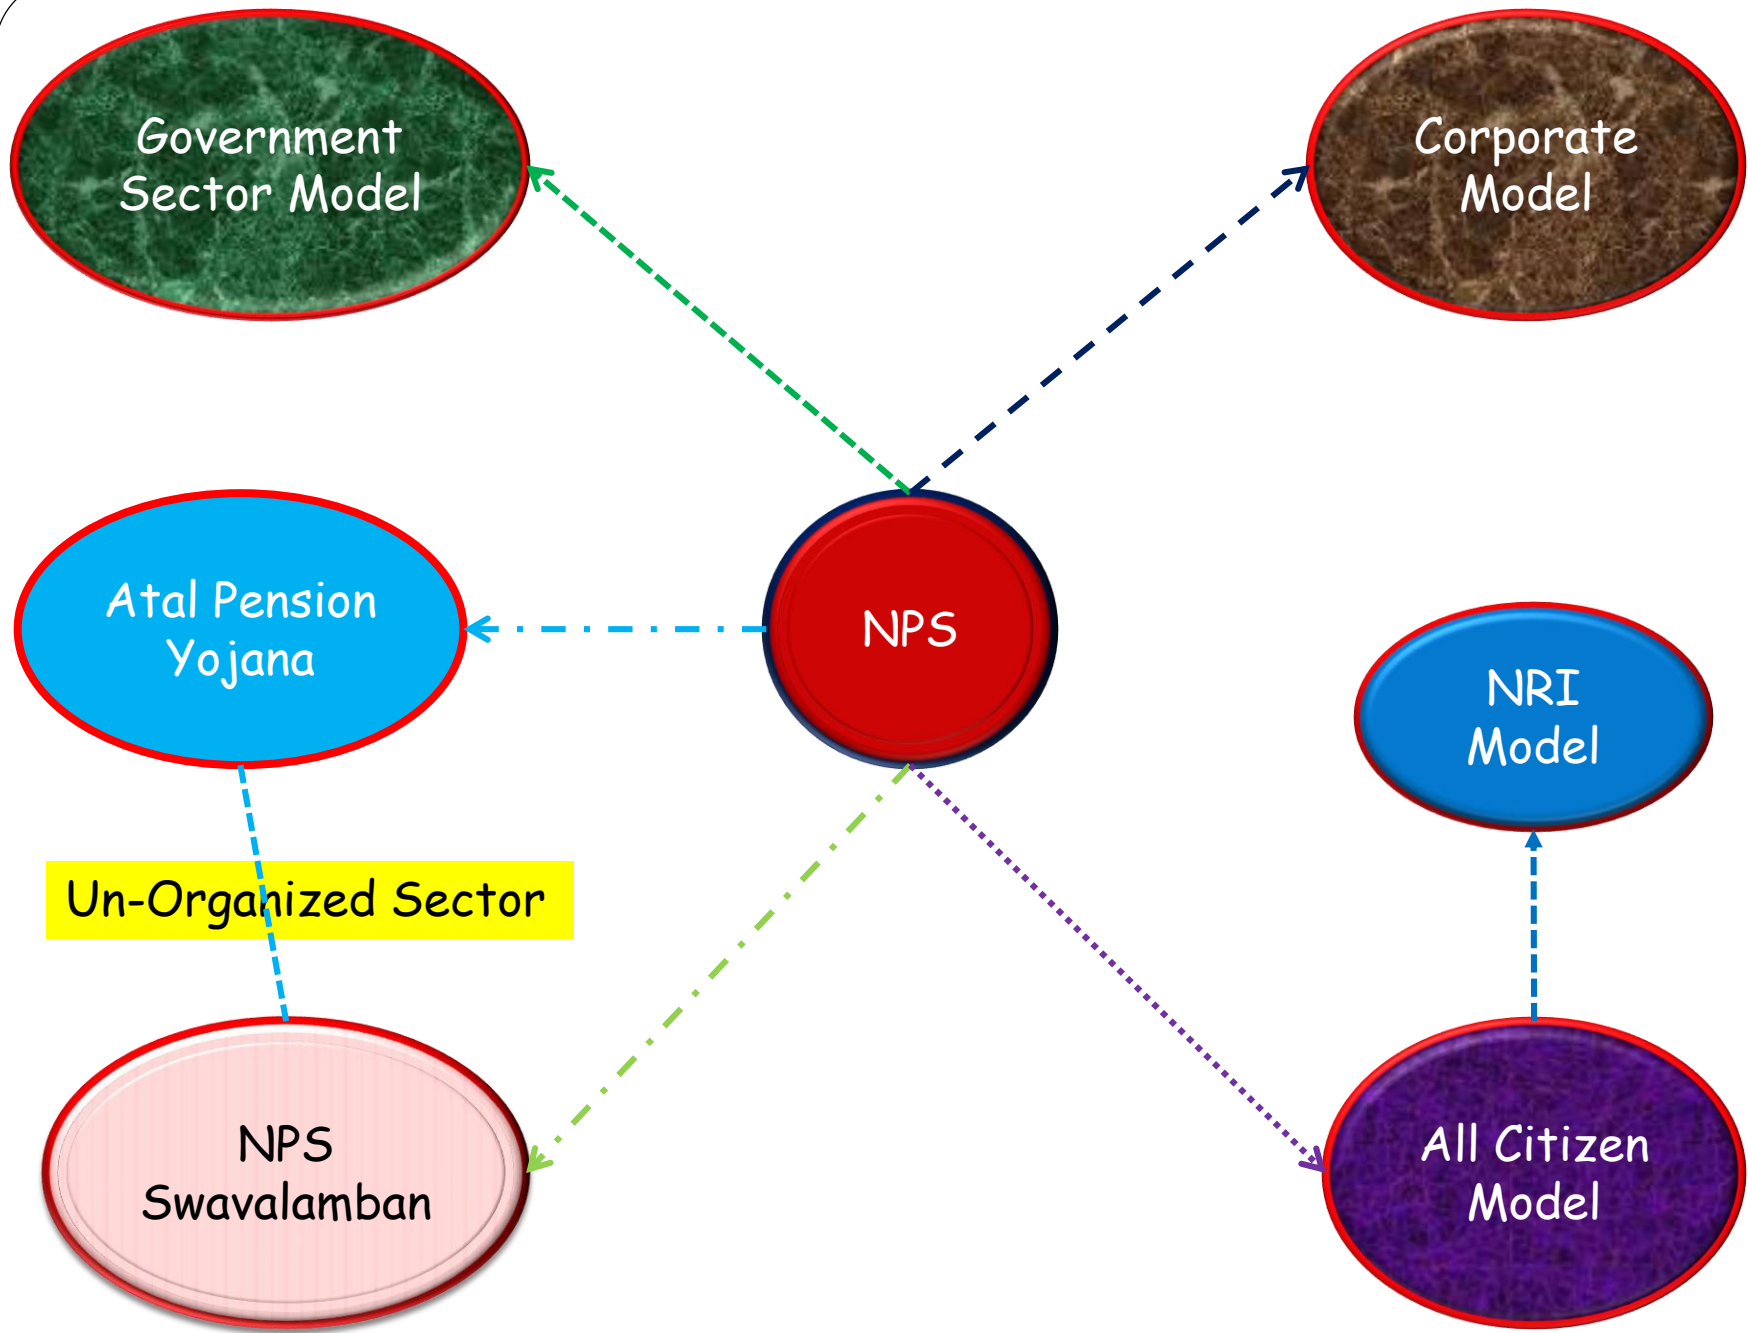 Government
Sector Model
Corporate
Model
Atal Pension
Yojana
NPS
NRI
Model
Un-Organized Sector
NPS
Swavalamban
All Citizen
Model